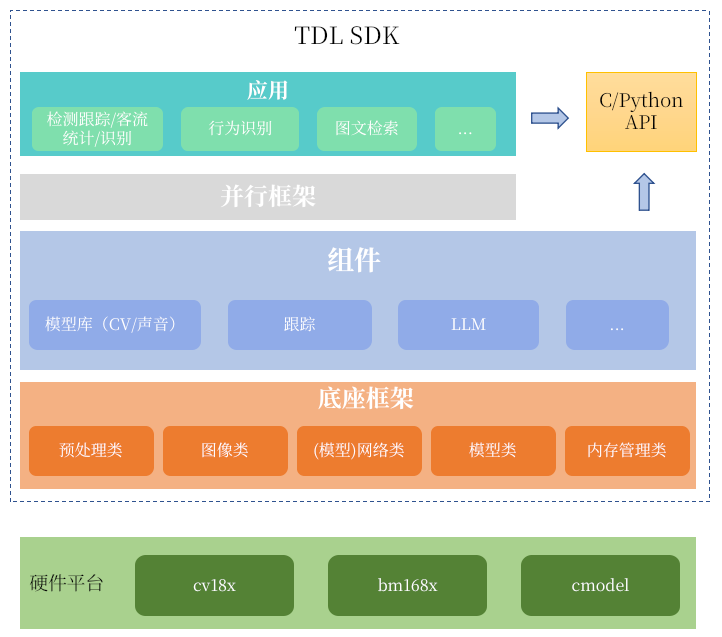 TDL SDK
应用
检测跟踪/客流
统计/识别
行为识别
图文检索
...
C/Python
API
并行框架
组件
模型库（CV/声音）
跟踪
LLM
...
底座框架
预处理类
图像类
(模型)网络类
模型类
内存管理类
硬件平台
cv18x
bm168x
cmodel